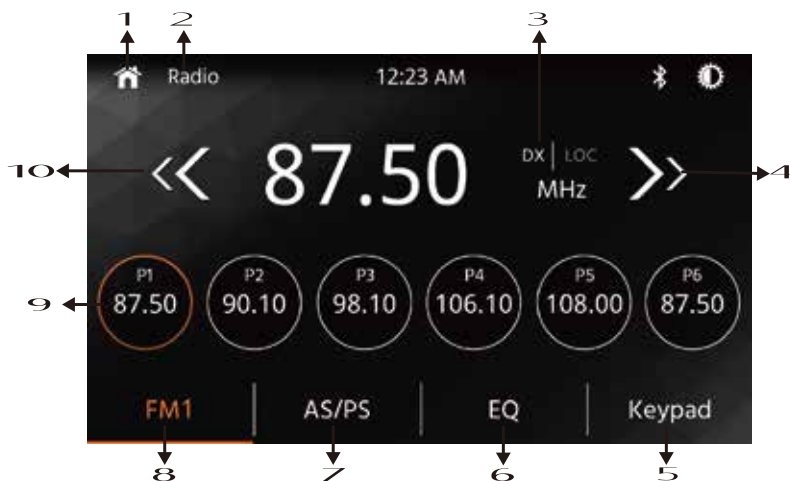 1 2 3
Radio 12:23 AM
10 87.50 DX | LOC 4
MHz
P1 P2 P3 P4 P5 P6
9 87.50 90.10 98.10 106.10 108.00 87.50
FM1 AS/PS EQ Keypad
8 7 6 5